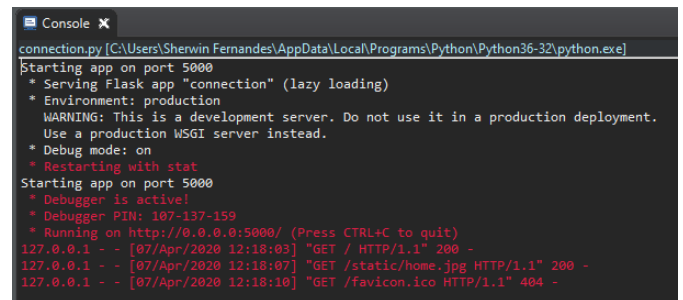 Console
connection.py [C:\Users\Sherwin Fernandes\AppData\Local\Programs\Python\Python36-32\python.exe]
Starting app on port 5000
* Serving Flask app "connection" (lazy loading)
* Environment: production
WARNING: This is a development server. Do not use it in a production deployment.
Use a production WSGI server instead.
* Debug mode: on
* Restarting with stat
Starting app on port 5000
* Debugger is active!
* Debugger PIN: 107-137-159
* Running on http://0.0.0.0:5000/ (Press CTRL+C to quit)
127.0.0.1 - - [07/Apr/2020 12:18:03] "GET / HTTP/1.1" 200 -
127.0.0.1 - - [07/Apr/2020 12:18:07] "GET /static/home.jpg HTTP/1.1" 200 -
127.0.0.1 - - [07/Apr/2020 12:18:10] "GET /favicon.ico HTTP/1.1" 404 -